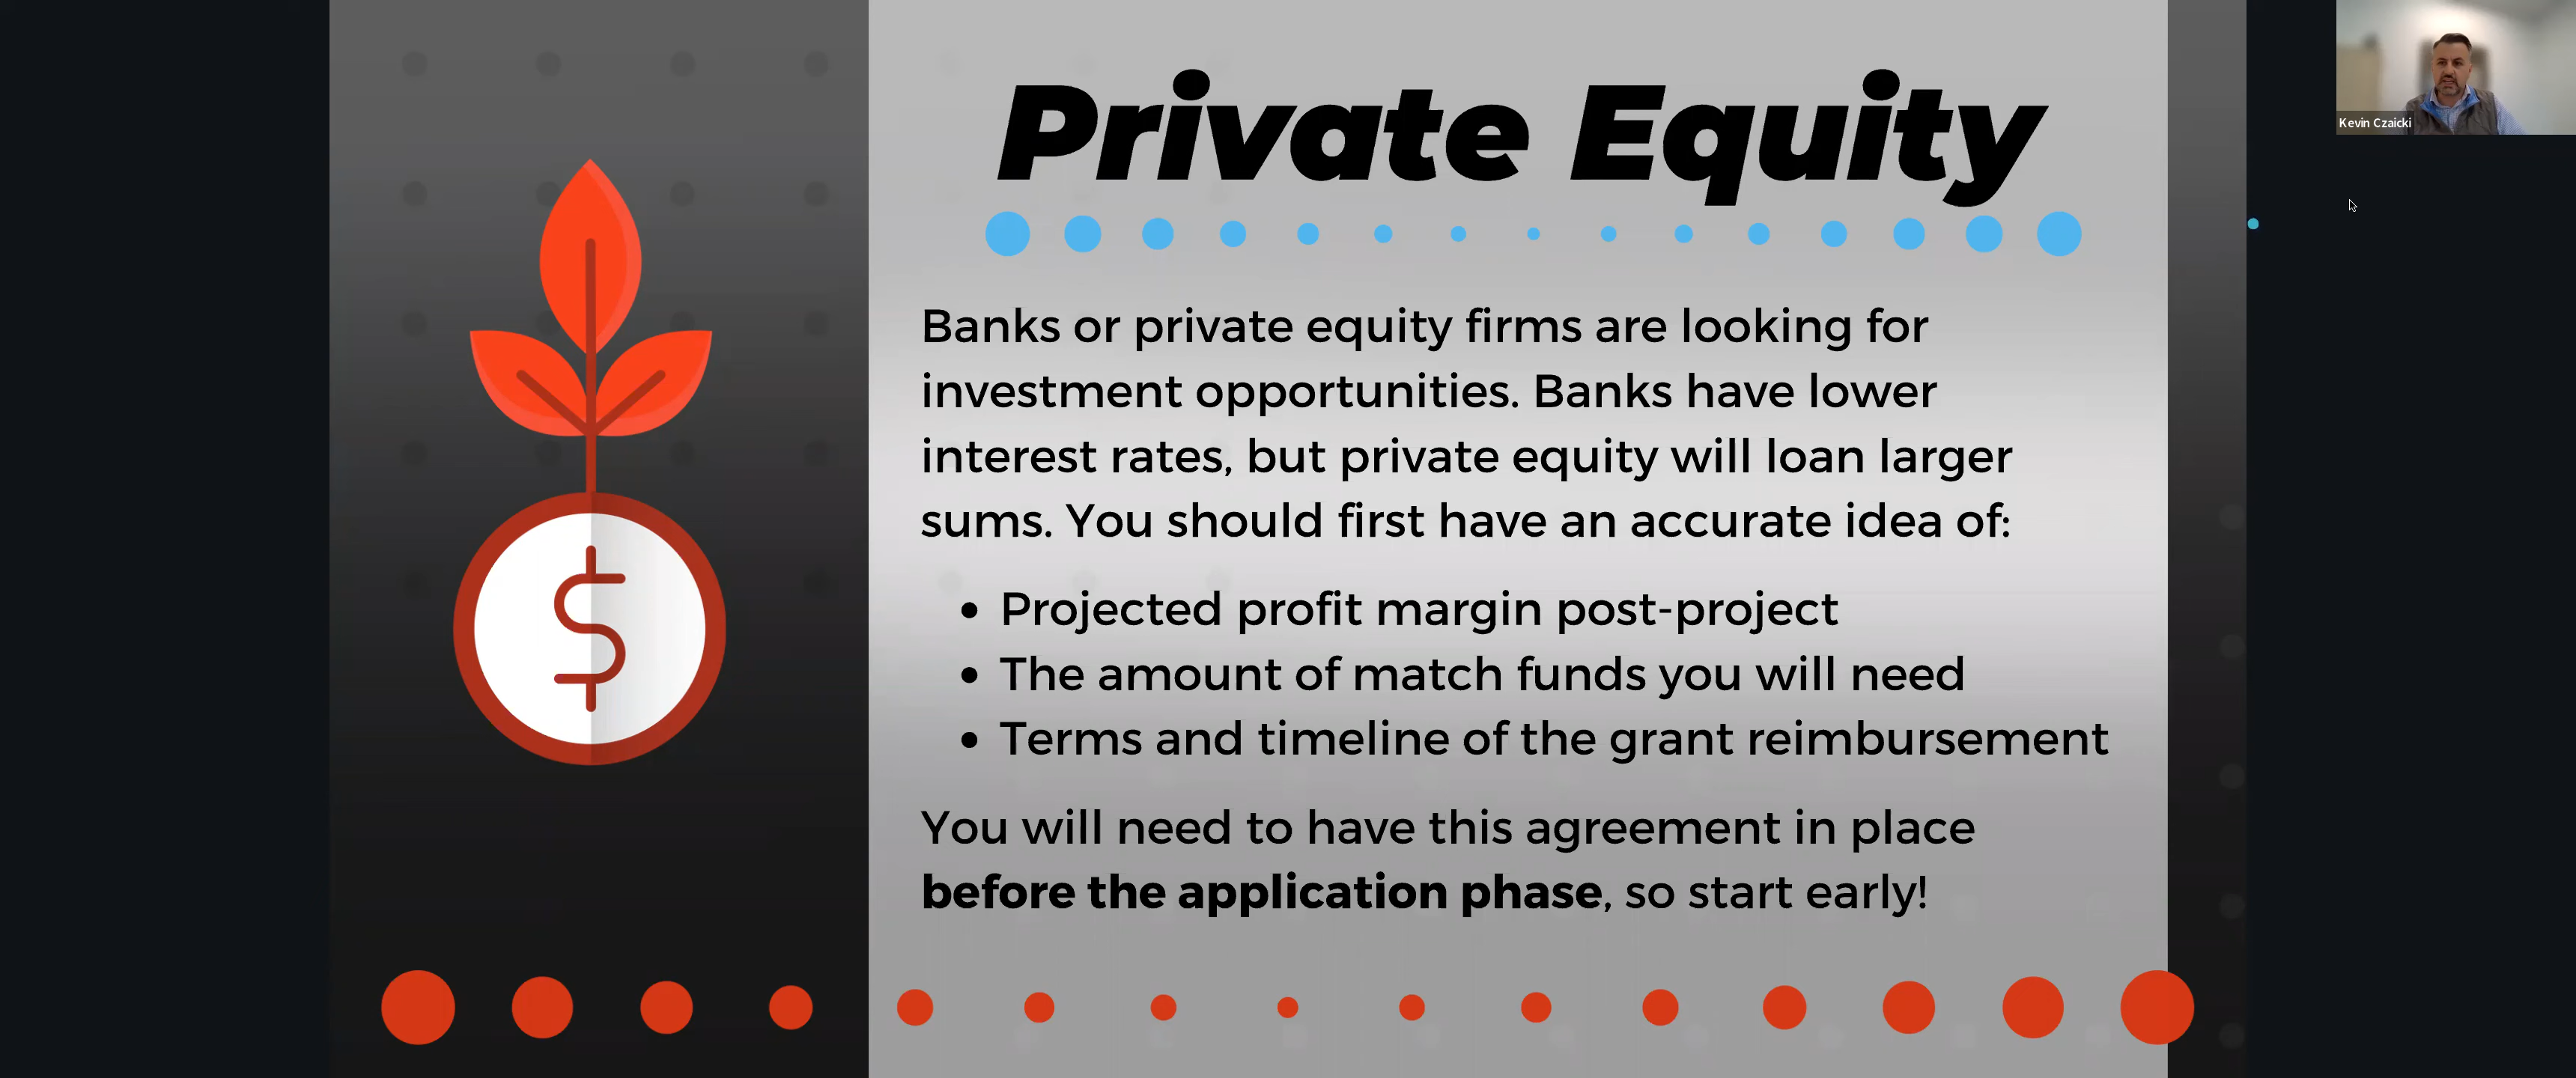 Private Equity
Kevin Czaicki
Banks or private equity firms are looking for
investment opportunities. Banks have lower
interest rates, but private equity will loan larger
sums. You should first have an accurate idea of:
• Projected profit margin post-project
• The amount of match funds you will need
• Terms and timeline of the grant reimbursement
You will need to have this agreement in place
before the application phase, so start early!
$